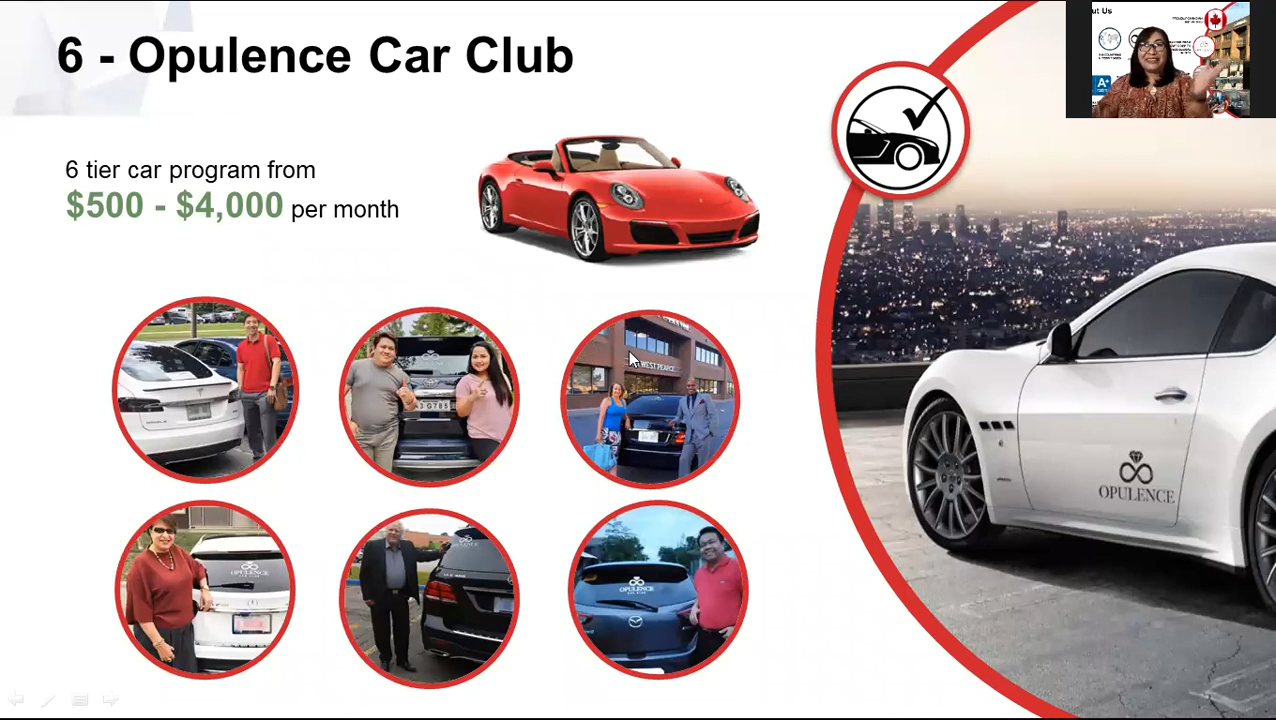 6 - Opulence Car Club
6 tier car program from
$500 - $4,000 per month
WEST PEARCE
OPULENCE
OPULENCE
OPULENCE
OPULENCE
A+